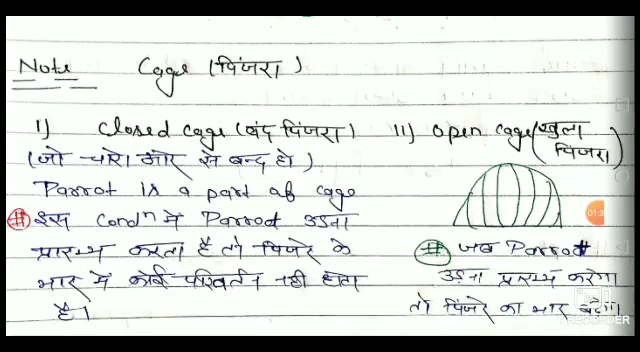 Note Cage (पिंजरा)
I) Closed cage (बंद पिंजरा) II) open cage (खुला पिंजरा)
(जो चारो ओर से बन्द हो)
Parrot is a part of cage
# इस condⁿ में Parrot उड़ना
प्रारम्भ करता है तो पिंजरे के
भार में कोई परिवर्तन नही होता
है।
# जब Parrot
उड़ना प्रारम्भ करेगा
तो पिंजरे का भार
RECORDER